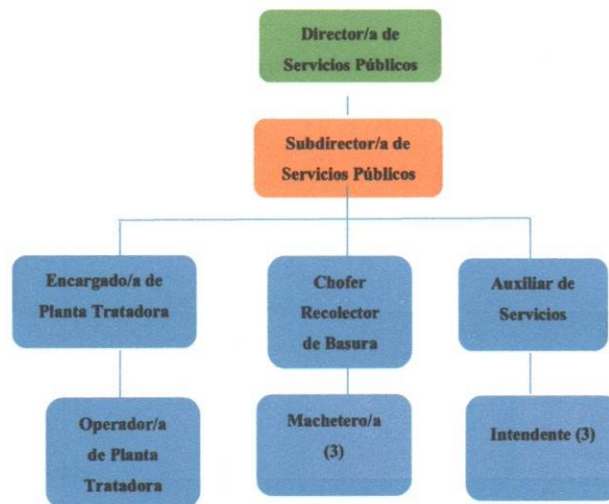 Director/a de
Servicios Públicos
Subdirector/a de
Servicios Públicos
Encargado/a de
Planta Tratadora
Chofer
Recolector
de Basura
Auxiliar de
Servicios
Operador/a
de Planta
Tratadora
Machetero/a
(3)
Intendente (3)